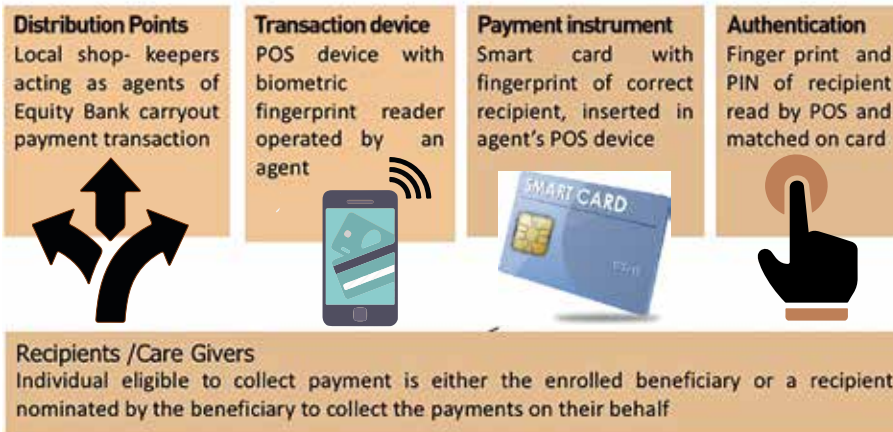 Distribution Points
Local shop- keepers
acting as agents of
Equity Bank carryout
payment transaction
Transaction device
POS device with
biometric
fingerprint reader
operated by an
agent
Payment instrument
Smart card with
fingerprint of correct
recipient, inserted in
agent's POS device
SMART CARD
Authentication
Finger print and
PIN of recipient
read by POS and
matched on card
Recipients /Care Givers
Individual eligible to collect payment is either the enrolled beneficiary or a recipient
nominated by the beneficiary to collect the payments on their behalf